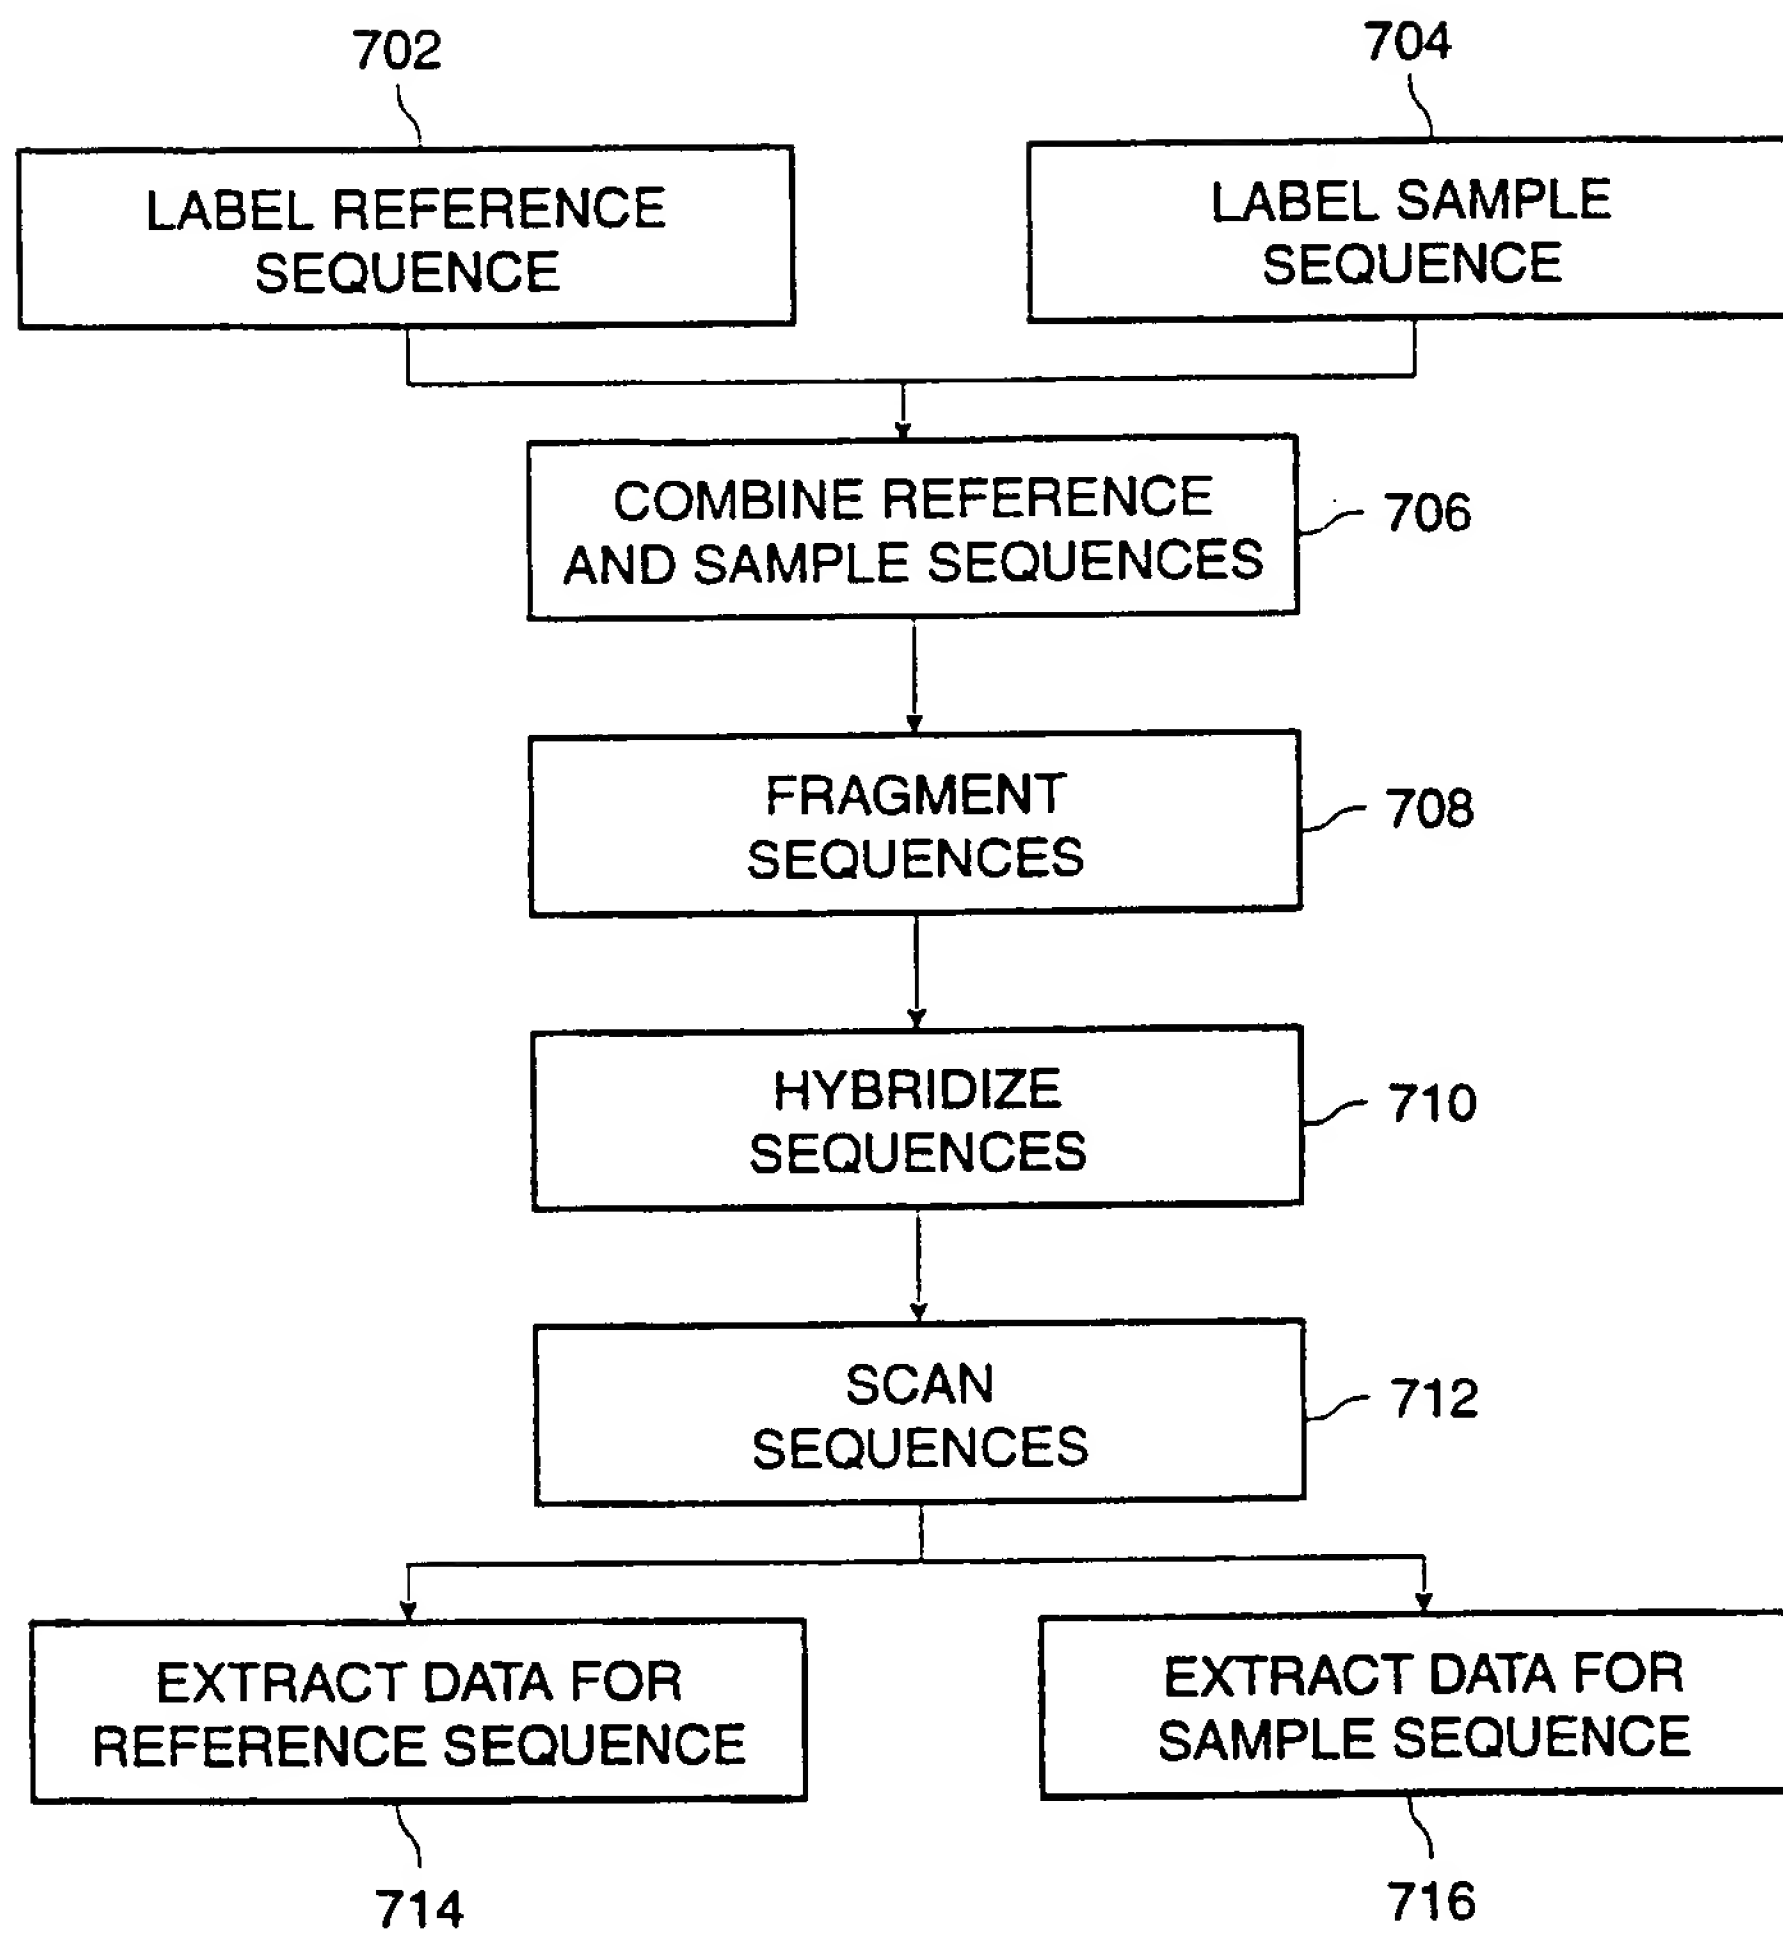 702
704
LABEL REFERENCE
SEQUENCE
LABEL SAMPLE
SEQUENCE
COMBINE REFERENCE
AND SAMPLE SEQUENCES
706
FRAGMENT
SEQUENCES
708
HYBRIDIZE
SEQUENCES
710
SCAN
SEQUENCES
712
EXTRACT DATA FOR
REFERENCE SEQUENCE
EXTRACT DATA FOR
SAMPLE SEQUENCE
714
716